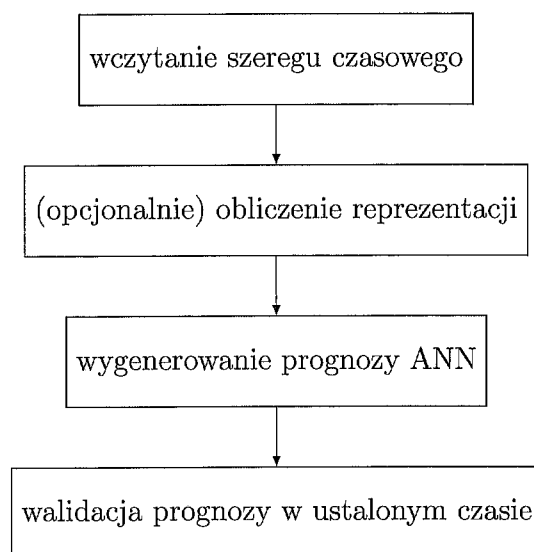 wczytanie szeregu czasowego
(opcjonalnie) obliczenie reprezentacji
wygenerowanie prognozy ANN
walidacja prognozy w ustalonym czasie